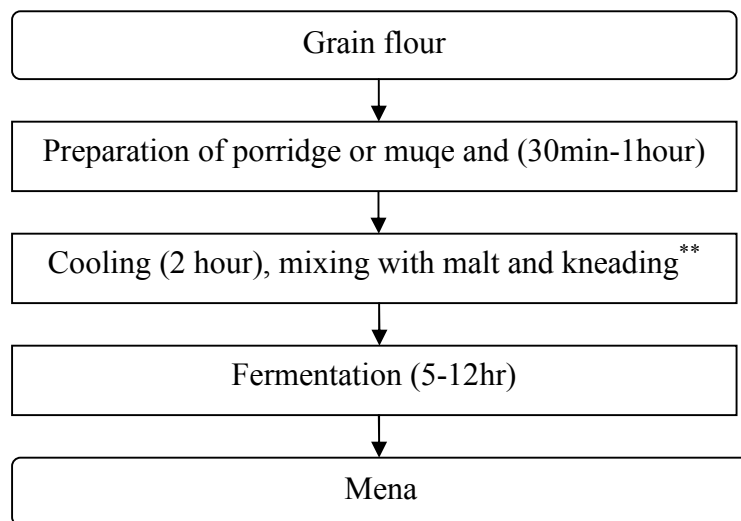 Grain flour
Preparation of porridge or muqe and (30min-1hour)
Cooling (2 hour), mixing with malt and kneading**
Fermentation (5-12hr)
Mena